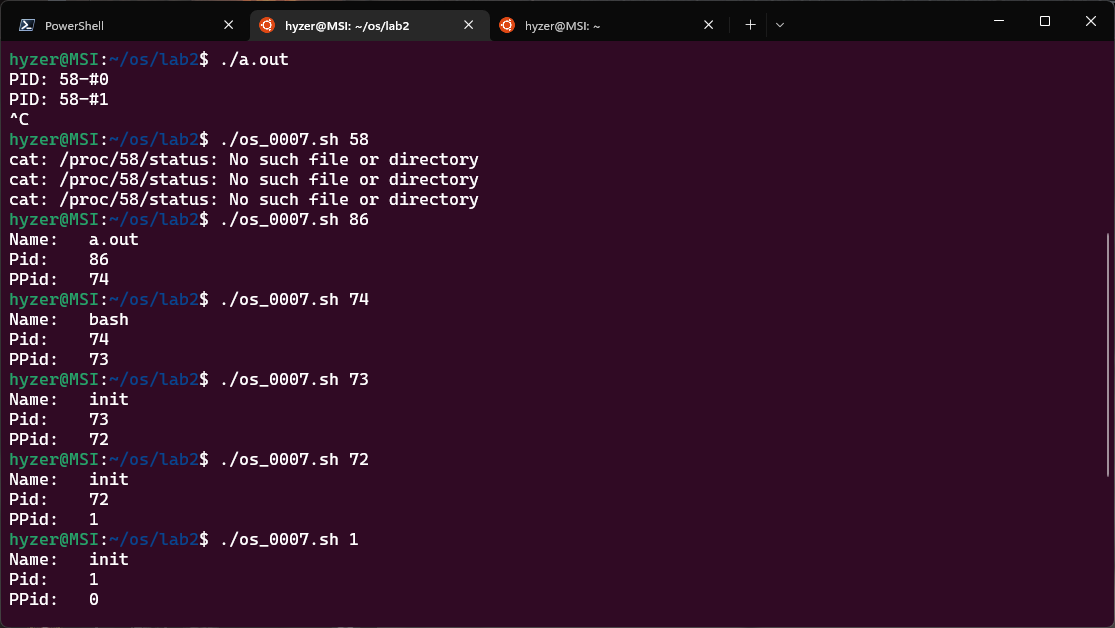 PowerShell
hyzer@MSI: ~/os/lab2
hyzer@MSI: ~
hyzer@MSI:~/os/lab2$ ./a.out
PID: 58-#0
PID: 58-#1
^C
hyzer@MSI:~/os/lab2$ ./os_0007.sh 58
cat: /proc/58/status: No such file or directory
cat: /proc/58/status: No such file or directory
cat: /proc/58/status: No such file or directory
hyzer@MSI:~/os/lab2$ ./os_0007.sh 86
Name:   a.out
Pid:    86
PPid:   74
hyzer@MSI:~/os/lab2$ ./os_0007.sh 74
Name:   bash
Pid:    74
PPid:   73
hyzer@MSI:~/os/lab2$ ./os_0007.sh 73
Name:   init
Pid:    73
PPid:   72
hyzer@MSI:~/os/lab2$ ./os_0007.sh 72
Name:   init
Pid:    72
PPid:   1
hyzer@MSI:~/os/lab2$ ./os_0007.sh 1
Name:   init
Pid:    1
PPid:   0